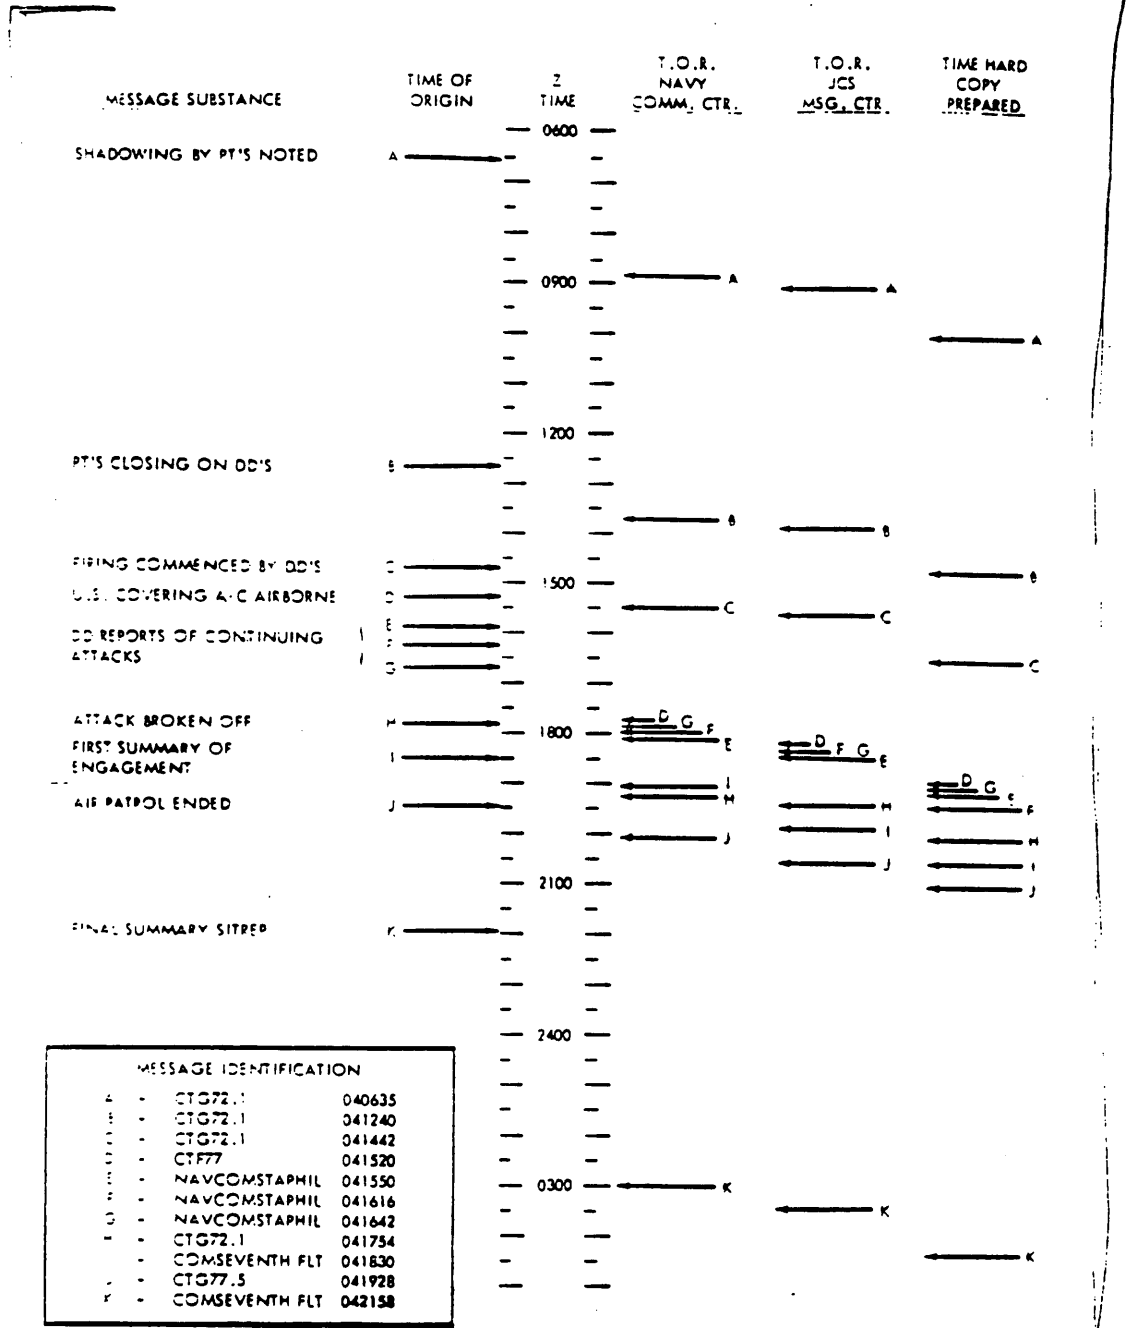 MESSAGE SUBSTANCE
TIME OF ORIGIN
Z TIME
T.O.R. NAVY COMM. CTR.
T.O.R. JCS MSG. CTR.
TIME HARD COPY PREPARED
0600
SHADOWING BY PT'S NOTED A
0900 A
A
A
1200
PT'S CLOSING ON DD'S B
B
B
B
FIRING COMMENCED BY DD'S C
1500
U.S. COVERING A-C AIRBORNE D
C
C
C
DD REPORTS OF CONTINUING ATTACKS
E
F
G
ATTACK BROKEN OFF H
1800
D G F E
D F G E
FIRST SUMMARY OF ENGAGEMENT I
I
H
D G E F
AIR PATROL ENDED J
H
I
J
H
I
J
J
2100
FINAL SUMMARY SITREP K
2400
0300 K
K
K
MESSAGE IDENTIFICATION
A - CTG72.1 040635
B - CTG72.1 041240
C - CTG72.1 041442
D - CTF77 041520
E - NAVCOMSTAPHIL 041550
F - NAVCOMSTAPHIL 041616
G - NAVCOMSTAPHIL 041642
H - CTG72.1 041754
- COMSEVENTH FLT 041830
J - CTG77.5 041928
K - COMSEVENTH FLT 042158